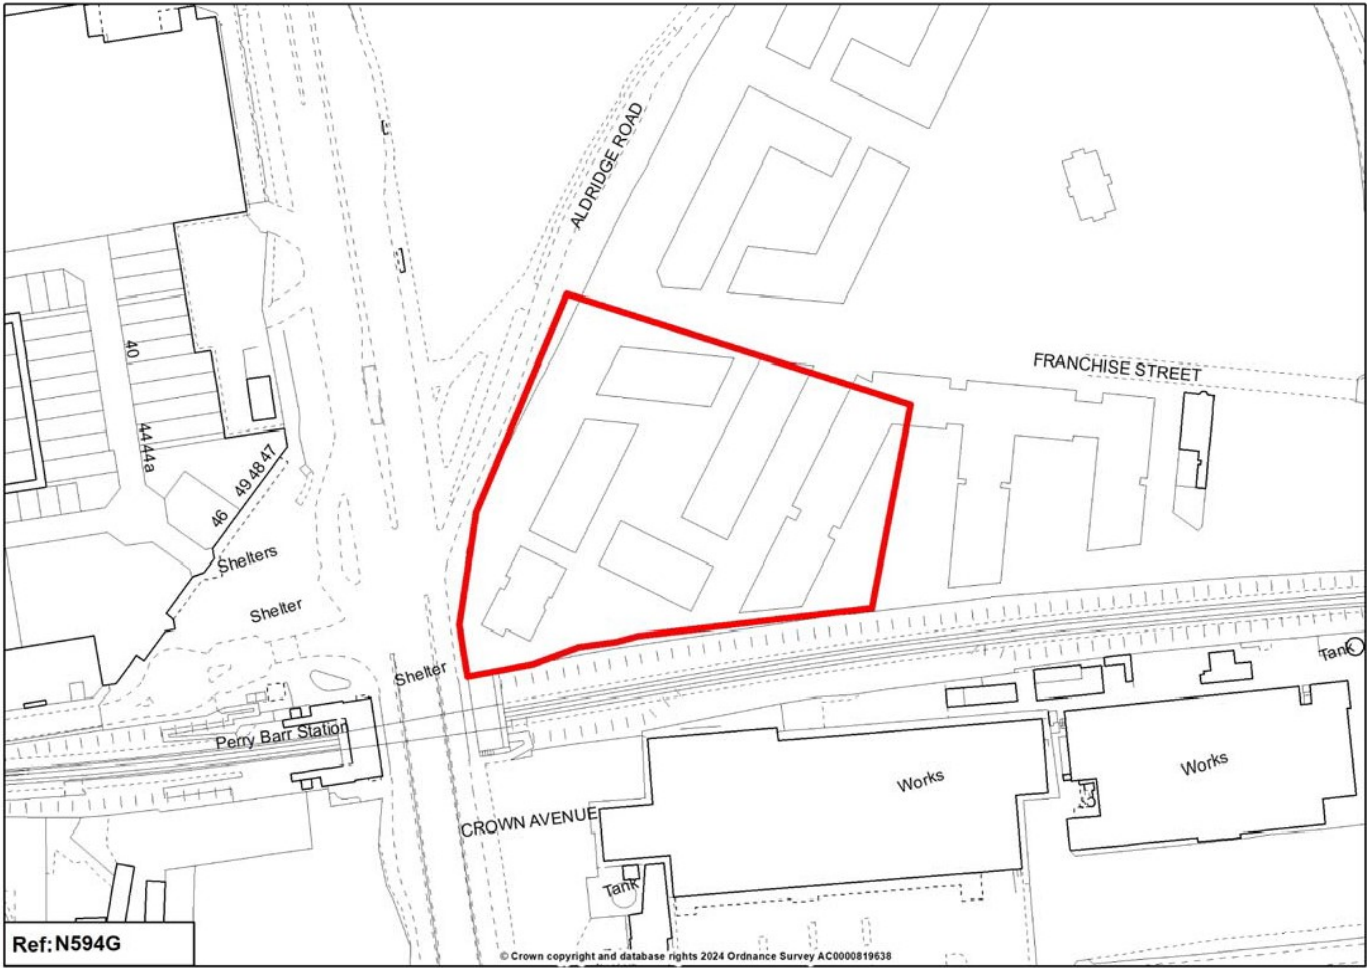 ALDRIDGE ROAD
FRANCHISE STREET
40
44
44a
49 48 47
46
Shelters
Shelter
Shelter
Perry Barr Station
Tank
Works
Works
CROWN AVENUE
Tank
Ref:N594G
© Crown copyright and database rights 2024 Ordnance Survey AC0000819638